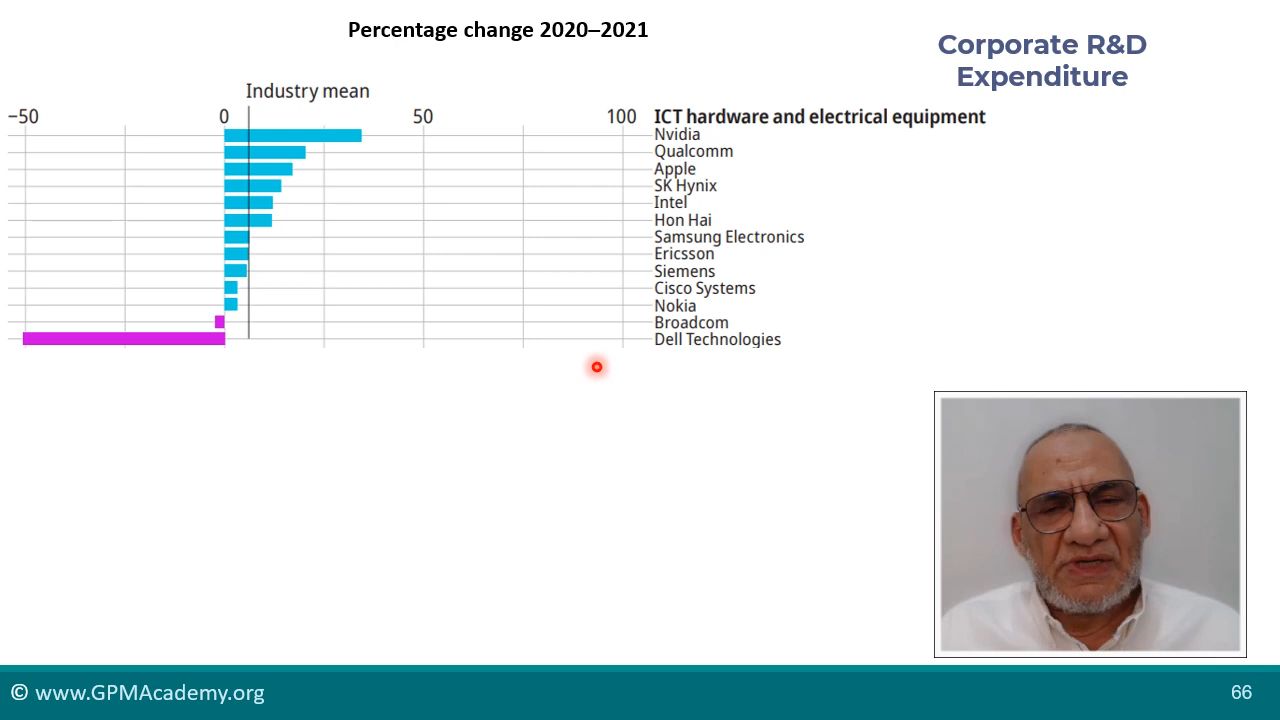 Percentage change 2020–2021
Corporate R&D
Expenditure
Industry mean
−50 0 50 100 ICT hardware and electrical equipment
Nvidia
Qualcomm
Apple
SK Hynix
Intel
Hon Hai
Samsung Electronics
Ericsson
Siemens
Cisco Systems
Nokia
Broadcom
Dell Technologies
© www.GPMAcademy.org 66